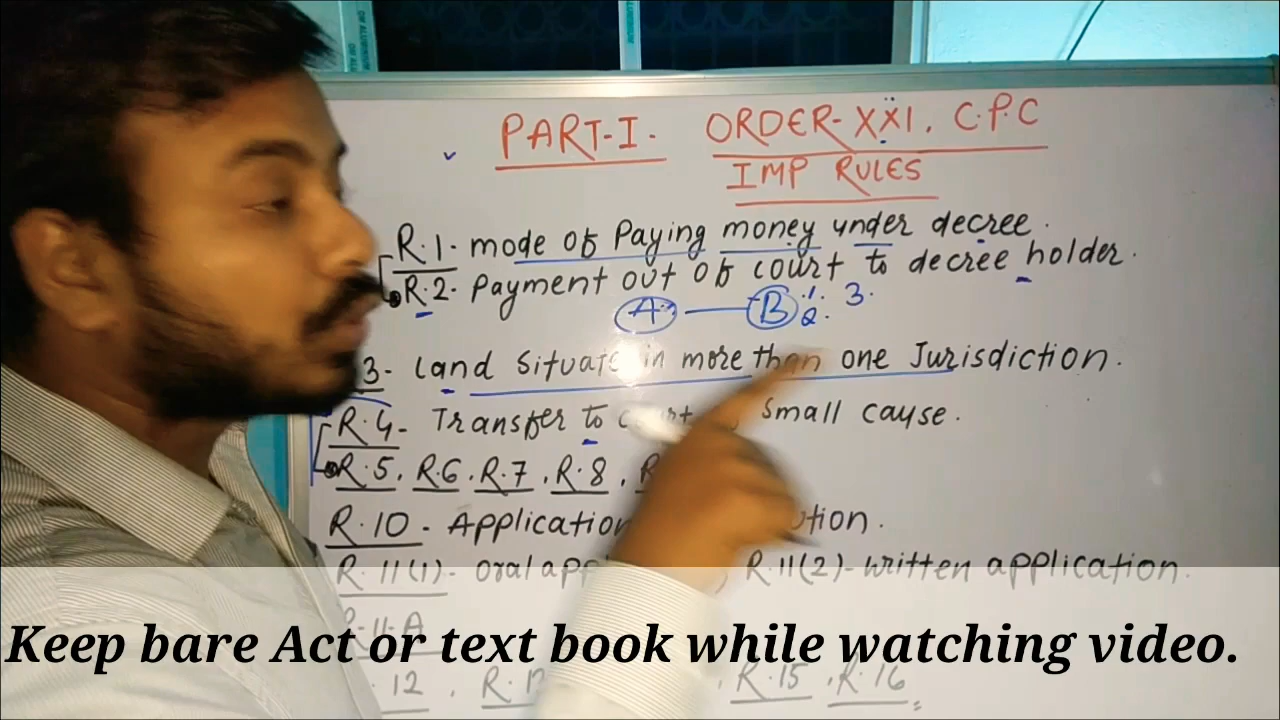 PART-I. ORDER-XXI. C.P.C
IMP RULES
R.1- mode of Paying money under decree.
R.2- Payment out of court to decree holder.
A B 1. 2. 3.
3- Land Situate in more than one Jurisdiction.
R.4- Transfer to Small cause.
R.5. R.6. R.7. R.8.
R.10- Application
R.11(1)- oral R.11(2)- written application.
R.11-A
Keep bare Act or text book while watching video.
12. R.15. R.16